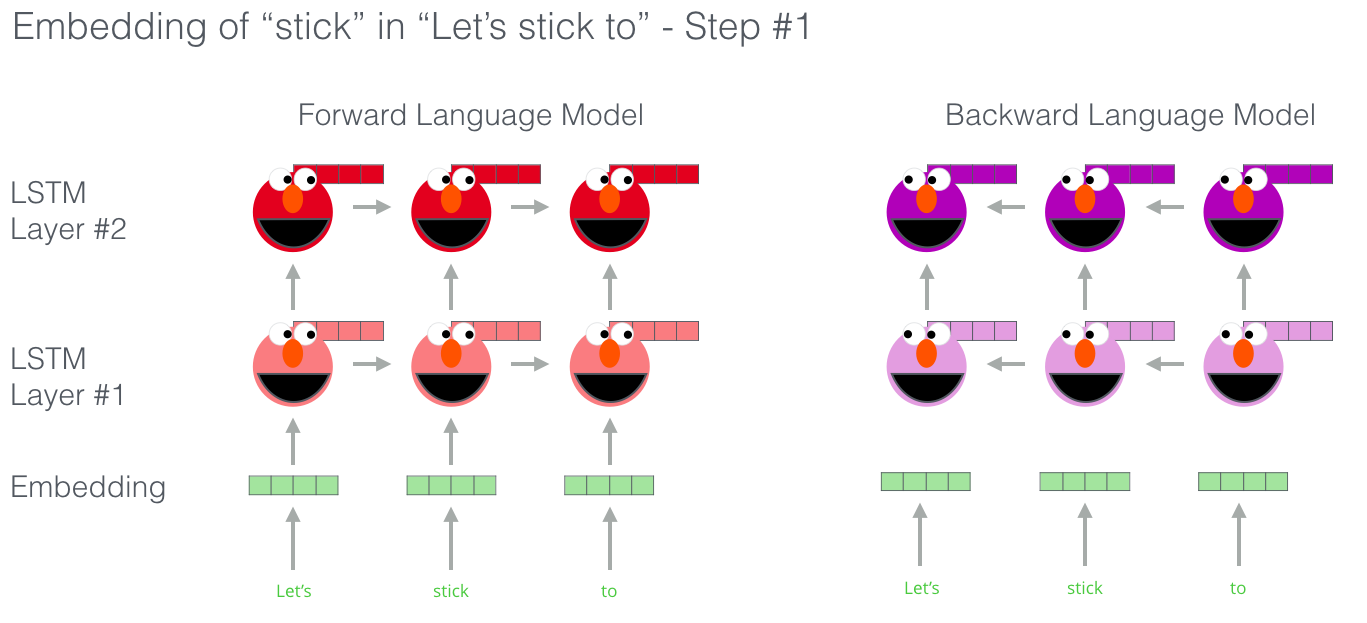 Embedding of “stick” in “Let’s stick to” - Step #1
Forward Language Model
Backward Language Model
LSTM
Layer #2
LSTM
Layer #1
Embedding
Let’s
stick
to
Let’s
stick
to